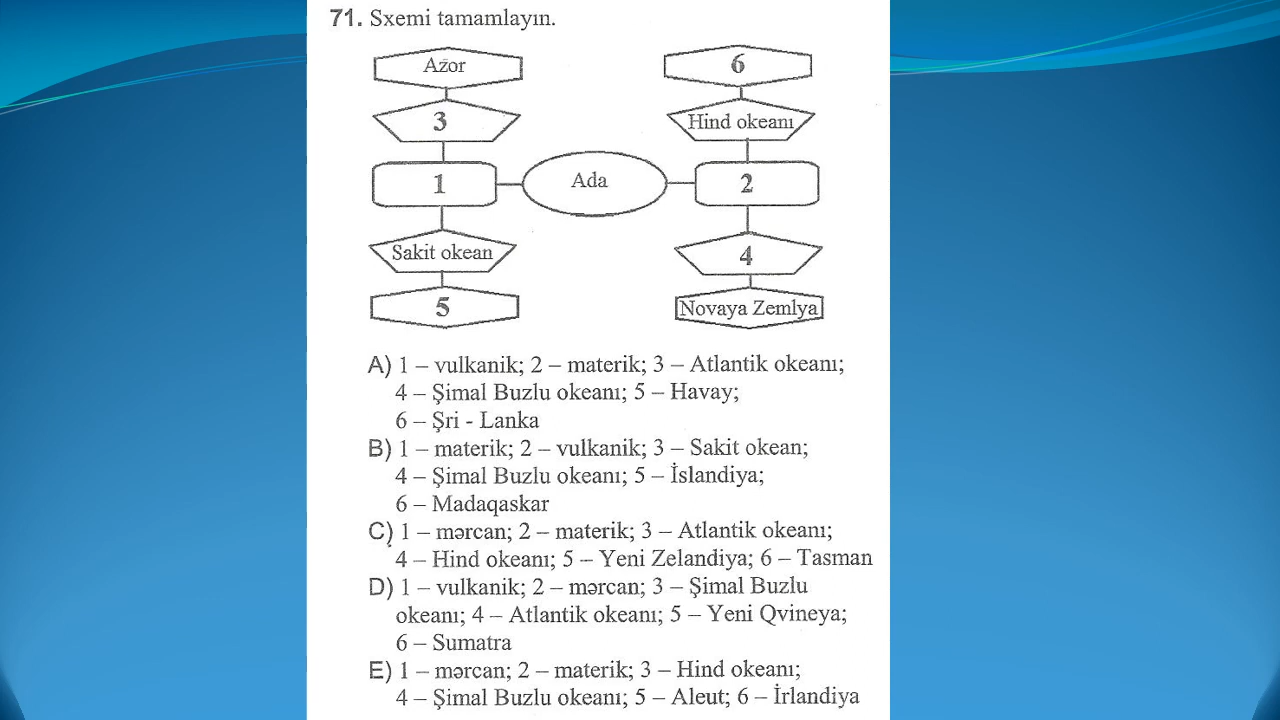 71. Sxemi tamamlayın.
Azor
6
3
Hind okeanı
1
Ada
2
Sakit okean
4
5
Novaya Zemlya
A) 1 – vulkanik; 2 – materik; 3 – Atlantik okeanı;
4 – Şimal Buzlu okeanı; 5 – Havay;
6 – Şri - Lanka
B) 1 – materik; 2 – vulkanik; 3 – Sakit okean;
4 – Şimal Buzlu okeanı; 5 – İslandiya;
6 – Madaqaskar
C) 1 – mərcan; 2 – materik; 3 – Atlantik okeanı;
4 – Hind okeanı; 5 – Yeni Zelandiya; 6 – Tasman
D) 1 – vulkanik; 2 – mərcan; 3 – Şimal Buzlu
okeanı; 4 – Atlantik okeanı; 5 – Yeni Qvineya;
6 – Sumatra
E) 1 – mərcan; 2 – materik; 3 – Hind okeanı;
4 – Şimal Buzlu okeanı; 5 – Aleut; 6 – İrlandiya